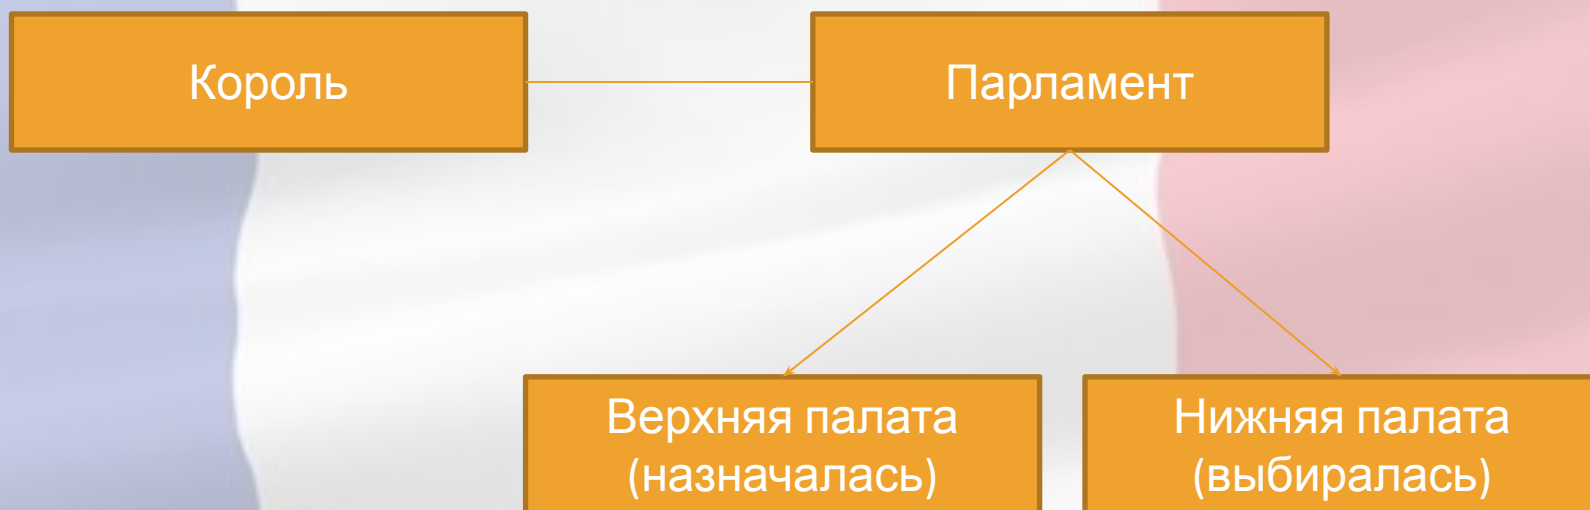 Король
Парламент
Верхняя палата
(назначалась)
Нижняя палата
(выбиралась)